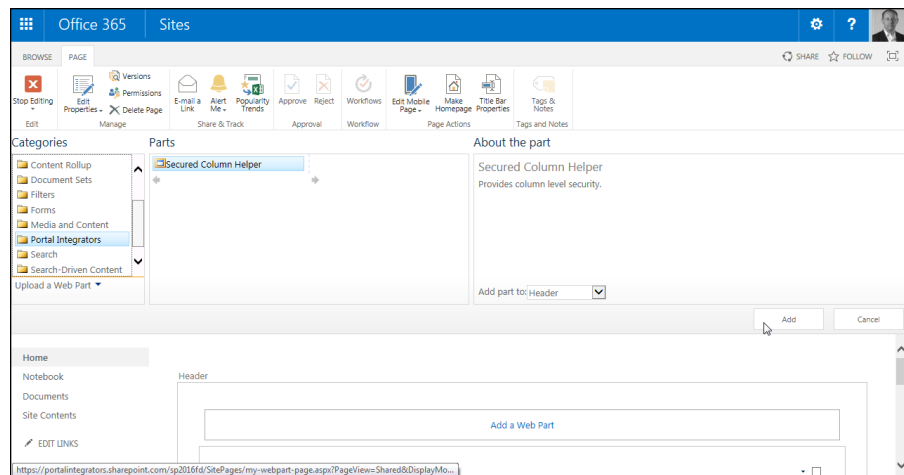 Office 365 Sites ?
BROWSE PAGE SHARE FOLLOW
Stop Editing
Edit Properties
Versions
Permissions
Delete Page
E-mail a Link
Alert Me
Popularity Trends
Approve
Reject
Workflows
Edit Mobile Page
Make Homepage
Title Bar Properties
Tags & Notes
Edit Manage Share & Track Approval Workflow Page Actions Tags and Notes
Categories Parts About the part
Content Rollup
Document Sets
Filters
Forms
Media and Content
Portal Integrators
Search
Search-Driven Content
Upload a Web Part
Secured Column Helper
Secured Column Helper
Provides column level security.
Add part to: Header
Add Cancel
Home
Notebook
Documents
Site Contents
EDIT LINKS
Header
Add a Web Part
https://portalintegrators.sharepoint.com/sp2016fd/SitePages/my-webpart-page.aspx?PageView=Shared&DisplayMo...